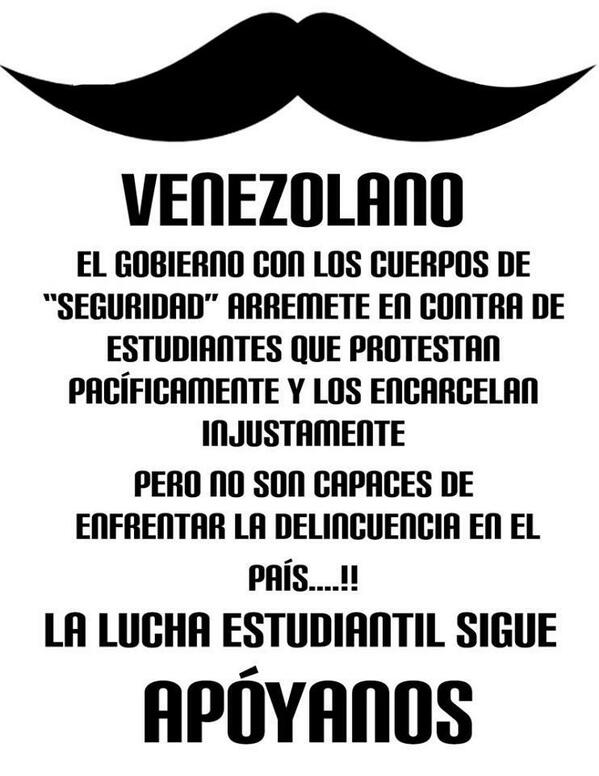 VENEZOLANO
EL GOBIERNO CON LOS CUERPOS DE
“SEGURIDAD” ARREMETE EN CONTRA DE
ESTUDIANTES QUE PROTESTAN
PACÍFICAMENTE Y LOS ENCARCELAN
INJUSTAMENTE
PERO NO SON CAPACES DE
ENFRENTAR LA DELINCUENCIA EN EL
PAÍS....!!
LA LUCHA ESTUDIANTIL SIGUE
APÓYANOS